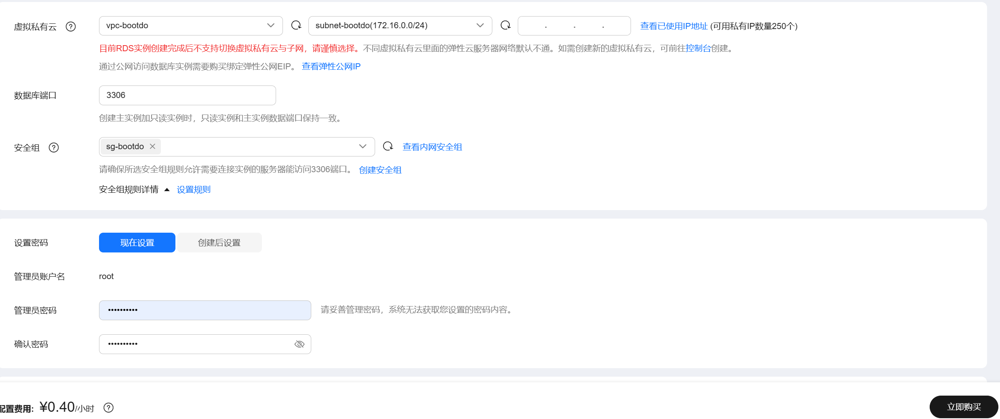 虚拟私有云 ? vpc-bootdo subnet-bootdo(172.16.0.0/24) . . . 查看已使用IP地址 (可用私有IP数量250个)
目前RDS实例创建完成后不支持切换虚拟私有云与子网，请谨慎选择。不同虚拟私有云里面的弹性云服务器网络默认不通。如需创建新的虚拟私有云，可前往控制台创建。
通过公网访问数据库实例需要购买绑定弹性公网EIP。 查看弹性公网IP
数据库端口 3306
创建主实例加只读实例时，只读实例和主实例数据端口保持一致。
安全组 ? sg-bootdo × 查看内网安全组
请确保所选安全组规则允许需要连接实例的服务器能访问3306端口。 创建安全组
安全组规则详情 设置规则
设置密码 现在设置 创建后设置
管理员账户名 root
管理员密码 •••••••••• 请妥善管理密码，系统无法获取您设置的密码内容。
确认密码 ••••••••••
配置费用: ¥0.40/小时 ? 立即购买